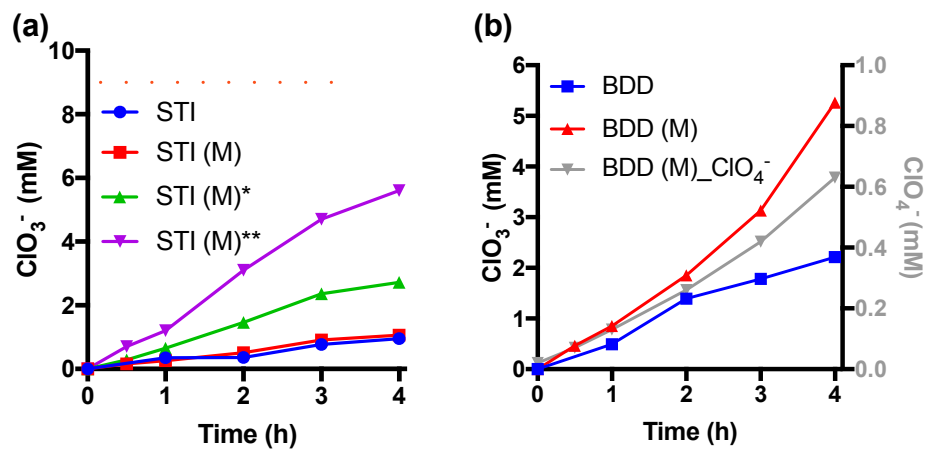 (a)
10
8
6
4
2
0
ClO₃⁻ (mM)
STI
STI (M)
STI (M)*
STI (M)**
0 1 2 3 4
Time (h)
(b)
6
5
4
3
2
1
0
ClO₃⁻ (mM)
BDD
BDD (M)
BDD (M)_ClO₄⁻
1.0
0.8
0.6
0.4
0.2
0.0
ClO₄⁻ (mM)
0 1 2 3 4
Time (h)